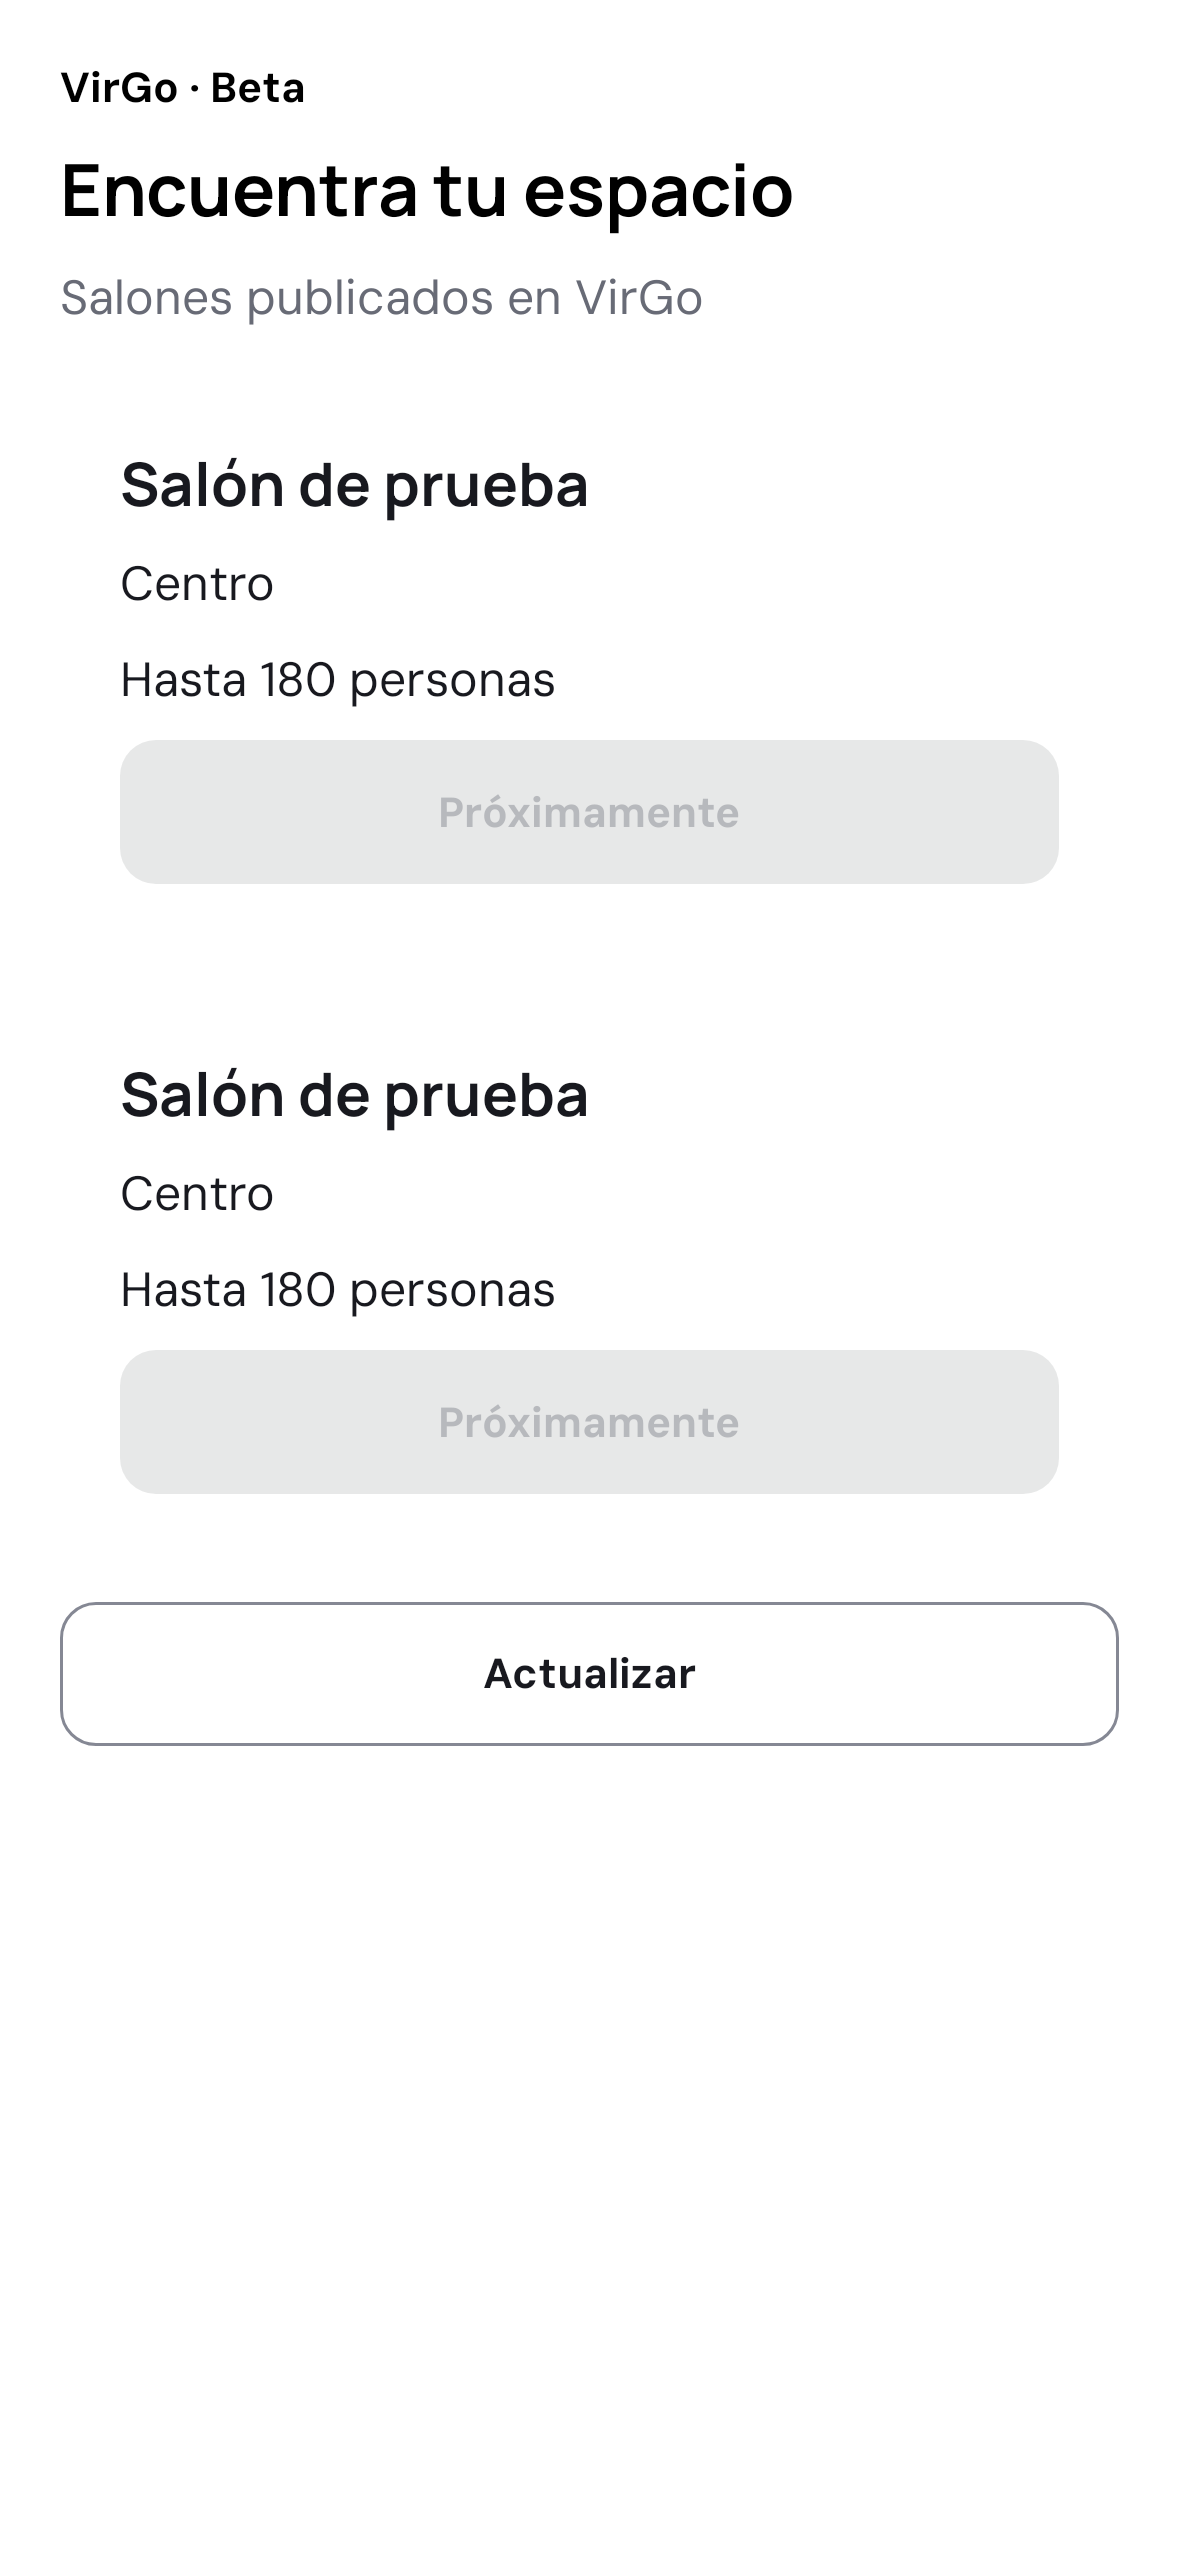 VirGo · Beta
Encuentra tu espacio
Salones publicados en VirGo
Salón de prueba
Centro
Hasta 180 personas
Próximamente
Salón de prueba
Centro
Hasta 180 personas
Próximamente
Actualizar